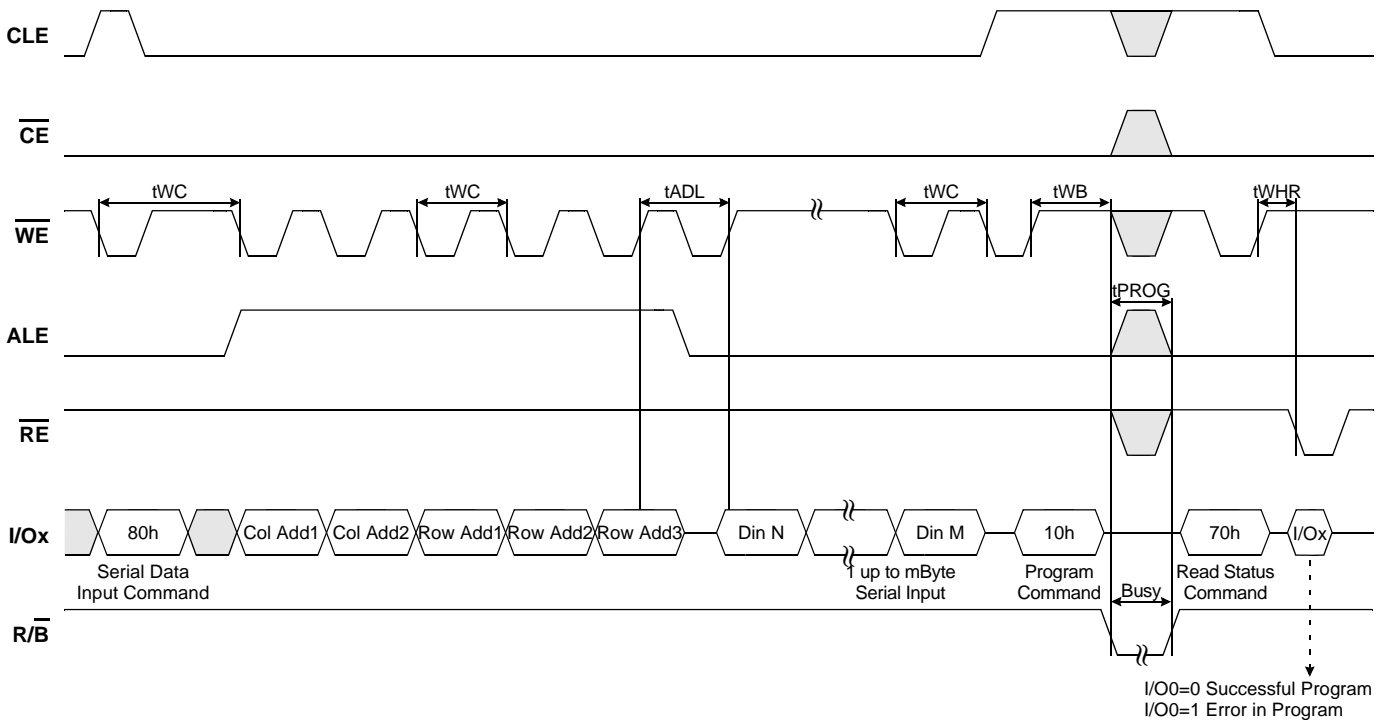 CLE
CE
tWC
tWC
tADL
tWC
tWB
tWHR
WE
tPROG
ALE
RE
I/Ox
80h
Col Add1
Col Add2
Row Add1
Row Add2
Row Add3
Din N
Din M
10h
70h
I/Ox
Serial Data
Input Command
1 up to mByte
Serial Input
Program
Command
Busy
Read Status
Command
R/B
I/O0=0 Successful Program
I/O0=1 Error in Program